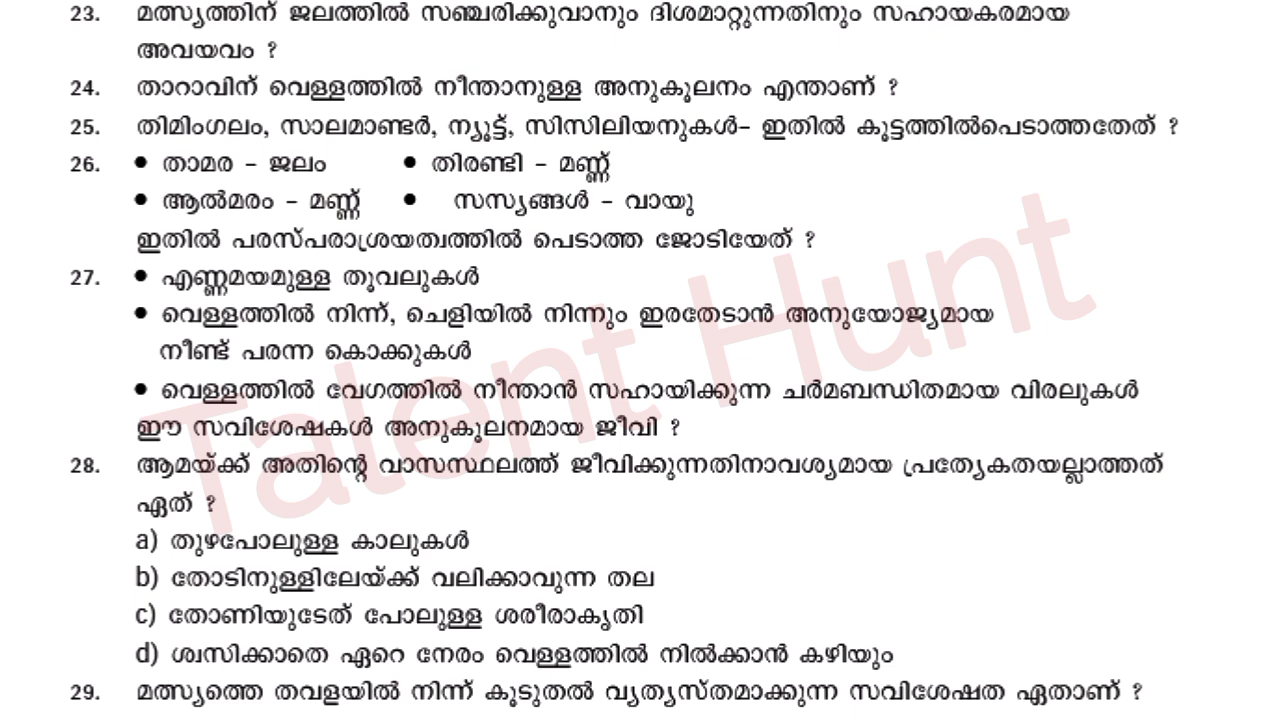 23. മത്സ്യത്തിന് ജലത്തിൽ സഞ്ചരിക്കുവാനും ദിശമാറ്റുന്നതിനും സഹായകരമായ
അവയവം ?
24. താറാവിന് വെള്ളത്തിൽ നീന്താനുള്ള അനുകൂലനം എന്താണ് ?
25. തിമിംഗലം, സാലമാണ്ടർ, ന്യൂട്ട്, സിസിലിയനുകൾ– ഇതിൽ കൂട്ടത്തിൽപെടാത്തതേത് ?
26. • താമര – ജലം • തിരണ്ടി – മണ്ണ്
• ആൽമരം – മണ്ണ് • സസ്യങ്ങൾ – വായു
ഇതിൽ പരസ്പരാശ്രയത്വത്തിൽ പെടാത്ത ജോടിയേത് ?
27. • എണ്ണമയമുള്ള തൂവലുകൾ
• വെള്ളത്തിൽ നിന്ന്, ചെളിയിൽ നിന്നും ഇരതേടാൻ അനുയോജ്യമായ
നീണ്ട് പരന്ന കൊക്കുകൾ
• വെള്ളത്തിൽ വേഗത്തിൽ നീന്താൻ സഹായിക്കുന്ന ചർമബന്ധിതമായ വിരലുകൾ
ഈ സവിശേഷകൾ അനുകൂലനമായ ജീവി ?
28. ആമയ്ക്ക് അതിന്റെ വാസസ്ഥലത്ത് ജീവിക്കുന്നതിനാവശ്യമായ പ്രത്യേകതയല്ലാത്തത്
ഏത് ?
a) തുഴപോലുള്ള കാലുകൾ
b) തോടിനുള്ളിലേയ്ക്ക് വലിക്കാവുന്ന തല
c) തോണിയുടേത് പോലുള്ള ശരീരാകൃതി
d) ശ്വസിക്കാതെ ഏറെ നേരം വെള്ളത്തിൽ നിൽക്കാൻ കഴിയും
29. മത്സ്യത്തെ തവളയിൽ നിന്ന് കൂടുതൽ വ്യത്യസ്തമാക്കുന്ന സവിശേഷത ഏതാണ് ?
Talent Hunt